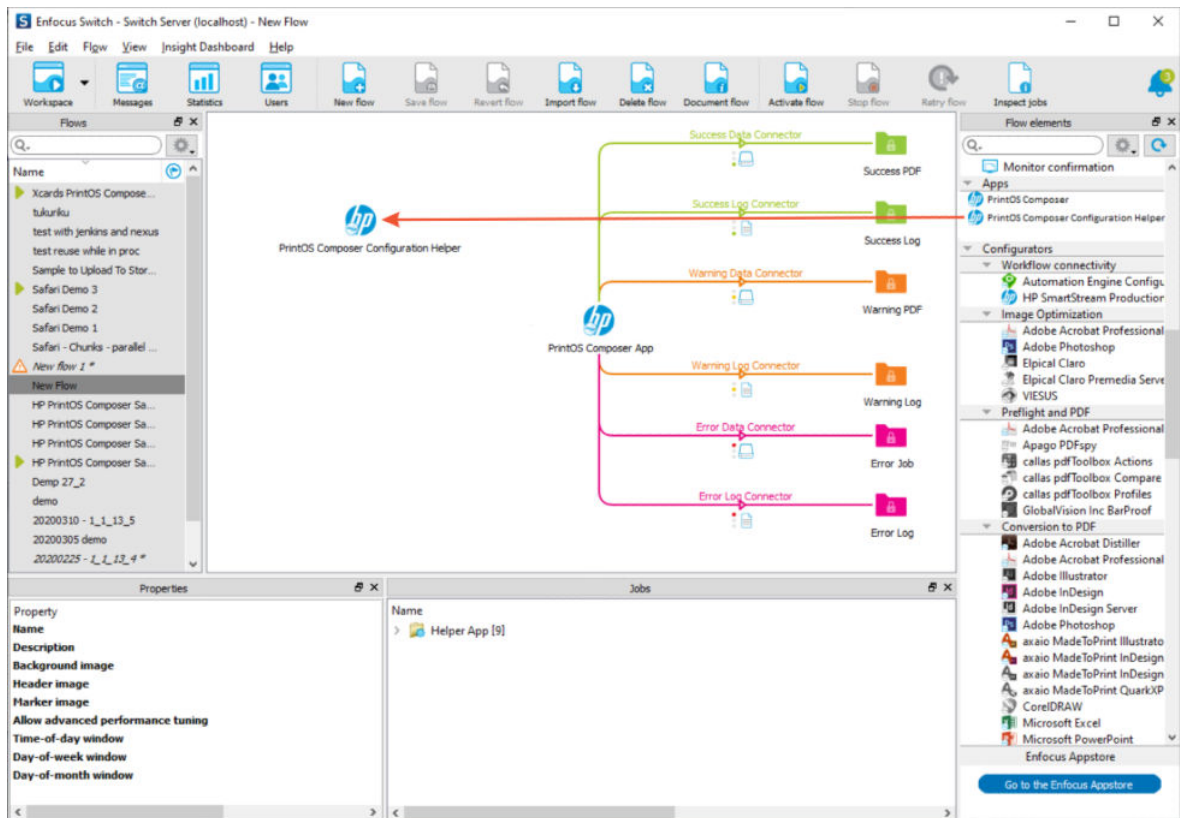 Enfocus Switch - Switch Server (localhost) - New Flow
File Edit Flow View Insight Dashboard Help
Workspace Messages Statistics Users New flow Save flow Revert flow Import flow Delete flow Document flow Activate flow Stop flow Retry flow Inspect jobs
Flows
Name
Xcards PrintOS Compose...
tukuriku
test with jenkins and nexus
test reuse while in proc
Sample to Upload To Stor...
Safari Demo 3
Safari Demo 2
Safari Demo 1
Safari - Chunks - parallel ...
New flow 1 *
New Flow
HP PrintOS Composer Sa...
HP PrintOS Composer Sa...
HP PrintOS Composer Sa...
HP PrintOS Composer Sa...
Demp 27_2
demo
20200310 - 1_1_13_5
20200305 demo
20200225 - 1_1_13_4 *
hp
PrintOS Composer Configuration Helper
hp
PrintOS Composer App
Success Data Connector
Success PDF
Success Log Connector
Success Log
Warning Data Connector
Warning PDF
Warning Log Connector
Warning Log
Error Data Connector
Error Job
Error Log Connector
Error Log
Flow elements
Monitor confirmation
Apps
PrintOS Composer
PrintOS Composer Configuration Helper
Configurators
Workflow connectivity
Automation Engine Configu
HP SmartStream Production
Image Optimization
Adobe Acrobat Professional
Adobe Photoshop
Elpical Claro
Elpical Claro Premedia Serve
VIESUS
Preflight and PDF
Adobe Acrobat Professional
Apago PDFspy
callas pdfToolbox Actions
callas pdfToolbox Compare
callas pdfToolbox Profiles
GlobalVision Inc BarProof
Conversion to PDF
Adobe Acrobat Distiller
Adobe Acrobat Professional
Adobe Illustrator
Adobe InDesign
Adobe InDesign Server
Adobe Photoshop
axaio MadeToPrint Illustrato
axaio MadeToPrint InDesign
axaio MadeToPrint InDesign
axaio MadeToPrint QuarkXP
CorelDRAW
Microsoft Excel
Microsoft PowerPoint
Enfocus Appstore
Go to the Enfocus Appstore
Properties
Property
Name
Description
Background image
Header image
Marker image
Allow advanced performance tuning
Time-of-day window
Day-of-week window
Day-of-month window
Jobs
Name
Helper App [9]